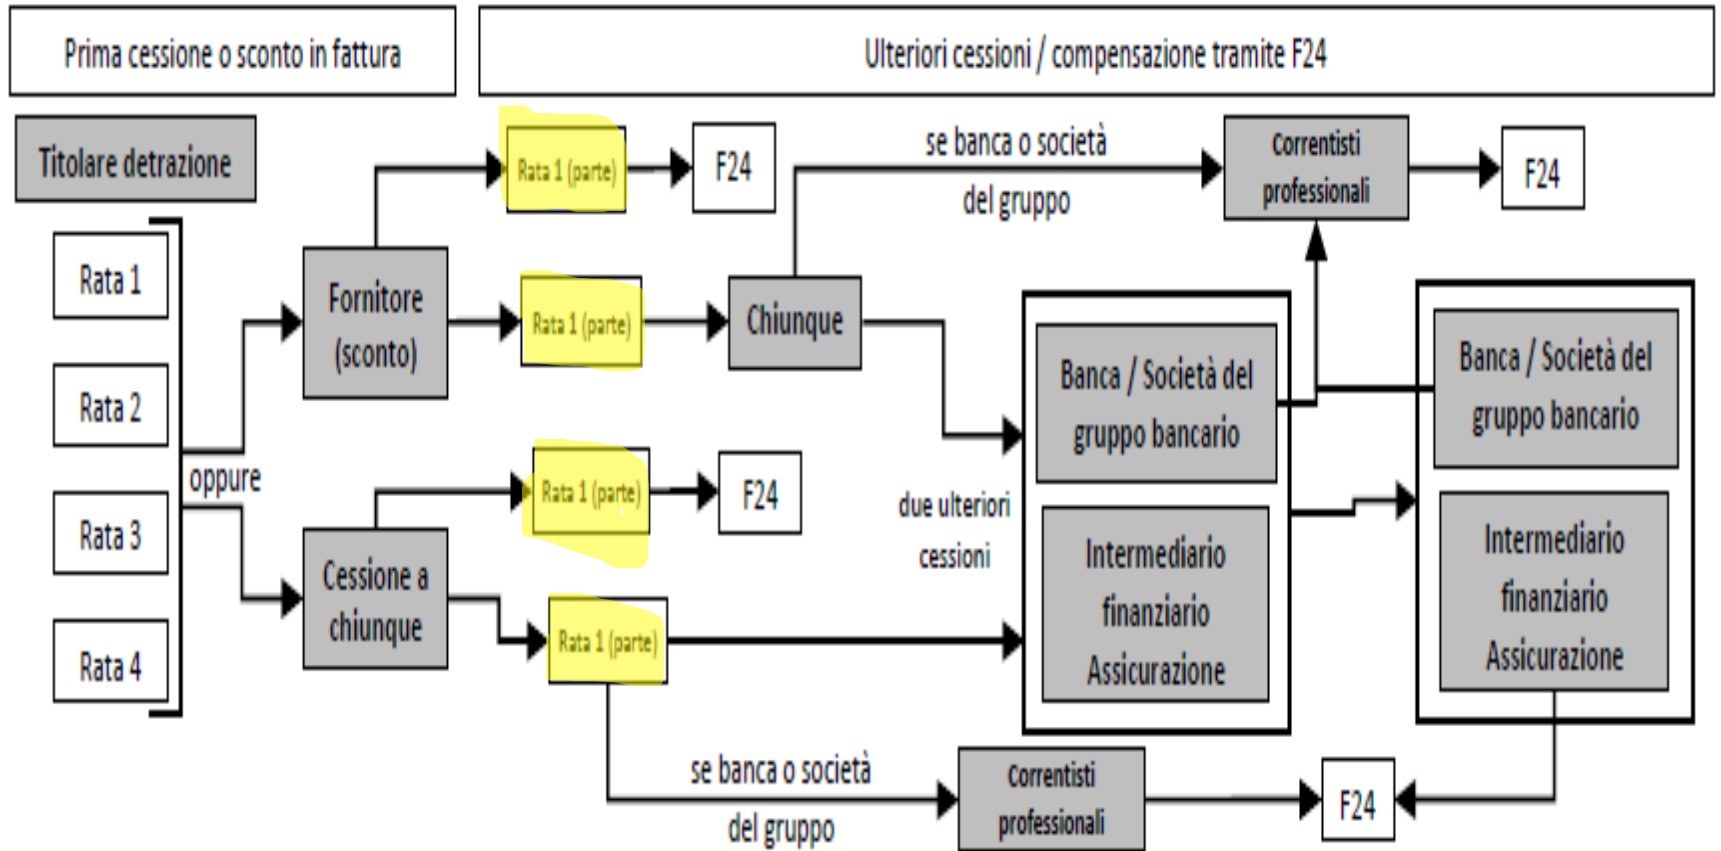 Prima cessione o sconto in fattura
Ulteriori cessioni / compensazione tramite F24
Titolare detrazione
Rata 1
Rata 2
Rata 3
Rata 4
oppure
Fornitore
(sconto)
Cessione a
chiunque
Rata 1 (parte)
F24
Rata 1 (parte)
Chiunque
Rata 1 (parte)
F24
Rata 1 (parte)
se banca o società
del gruppo
Correntisti
professionali
F24
due ulteriori
cessioni
Banca / Società del
gruppo bancario
Intermediario
finanziario
Assicurazione
Banca / Società del
gruppo bancario
Intermediario
finanziario
Assicurazione
se banca o società
del gruppo
Correntisti
professionali
F24